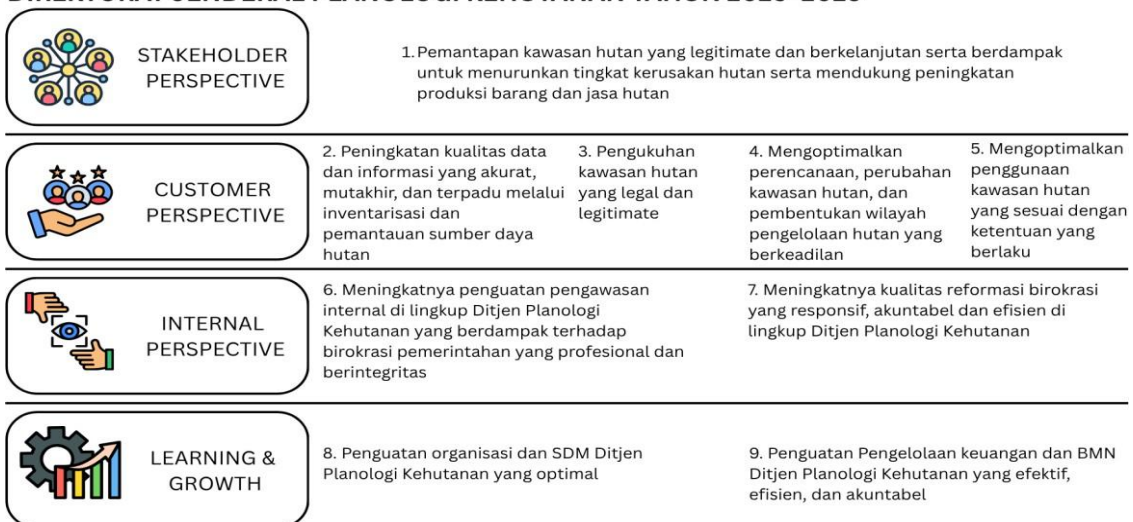 STAKEHOLDER
PERSPECTIVE
1. Pemantapan kawasan hutan yang legitimate dan berkelanjutan serta berdampak
untuk menurunkan tingkat kerusakan hutan serta mendukung peningkatan
produksi barang dan jasa hutan
CUSTOMER
PERSPECTIVE
2. Peningkatan kualitas data
dan informasi yang akurat,
mutakhir, dan terpadu melalui
inventarisasi dan
pemantauan sumber daya
hutan
3. Pengukuhan
kawasan hutan
yang legal dan
legitimate
4. Mengoptimalkan
perencanaan, perubahan
kawasan hutan, dan
pembentukan wilayah
pengelolaan hutan yang
berkeadilan
5. Mengoptimalkan
penggunaan
kawasan hutan
yang sesuai dengan
ketentuan yang
berlaku
INTERNAL
PERSPECTIVE
6. Meningkatnya penguatan pengawasan
internal di lingkup Ditjen Planologi
Kehutanan yang berdampak terhadap
birokrasi pemerintahan yang profesional dan
berintegritas
7. Meningkatnya kualitas reformasi birokrasi
yang responsif, akuntabel dan efisien di
lingkup Ditjen Planologi Kehutanan
LEARNING &
GROWTH
8. Penguatan organisasi dan SDM Ditjen
Planologi Kehutanan yang optimal
9. Penguatan Pengelolaan keuangan dan BMN
Ditjen Planologi Kehutanan yang efektif,
efisien, dan akuntabel